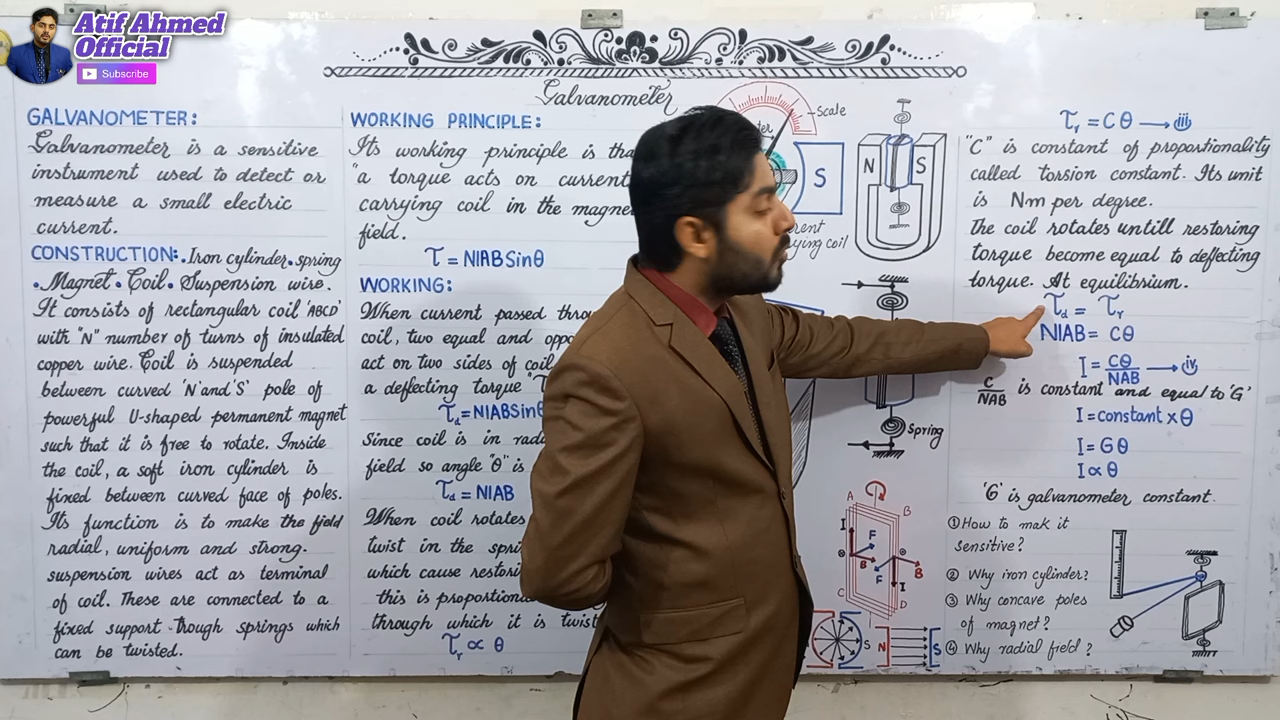 Atif Ahmed
Official
Subscribe
Galvanometer
GALVANOMETER:
Galvanometer is a sensitive
instrument used to detect or
measure a small electric
current.
CONSTRUCTION: . Iron cylinder . spring
. Magnet . Coil . Suspension wire.
It consists of rectangular coil 'ABCD'
with "N" number of turns of insulated
copper wire. Coil is suspended
between curved 'N' and 'S' pole of
powerful U-shaped permanent magnet
such that it is free to rotate. Inside
the coil, a soft iron cylinder is
fixed between curved face of poles.
Its function is to make the field
radial, uniform and strong.
suspension wires act as terminal
of coil. These are connected to a
fixed support trough springs which
can be twisted.
WORKING PRINCIPLE:
Its working principle is tha
"a torque acts on current
carrying coil in the magne
field.
τ = NIAB Sinθ
WORKING:
When current passed thro
coil, two equal and oppo
act on two sides of coil
a deflecting torque "τ
τd = NIAB Sinθ
Since coil is in radi
field so angle "θ" is
τd = NIAB
When coil rotates
twist in the spri
which cause restori
this is proportion
through which it is twist
τr ∝ θ
Scale
S
rrent
ying coil
N S
Spring
A B
I F
θ B F θ B
I
C D
S N S
τr = Cθ → iii
"C" is constant of proportionality
called torsion constant. Its unit
is Nm per degree.
The coil rotates untill restoring
torque become equal to deflecting
torque. At equilibrium.
τd = τr
NIAB = Cθ
I = Cθ/NAB → iv
C/NAB is constant and equal to 'G'
I = constant x θ
I = Gθ
I ∝ θ
'G' is galvanometer constant.
① How to mak it
sensitive?
② Why iron cylinder?
③ Why concave poles
of magnet?
④ Why radial field?